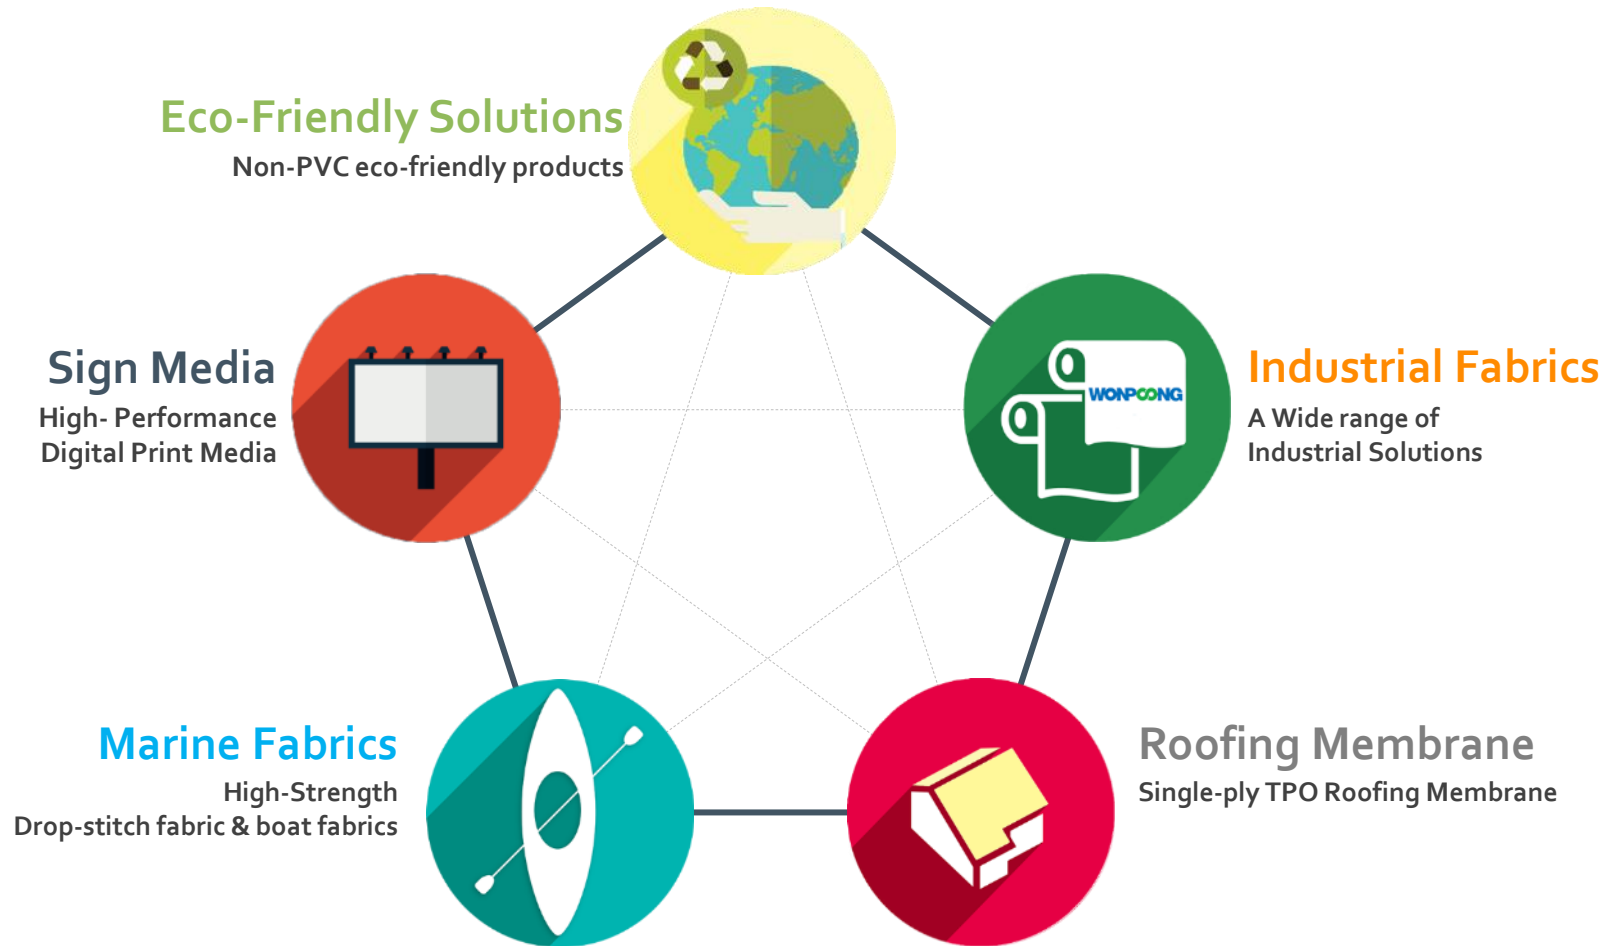 Eco-Friendly Solutions
Non-PVC eco-friendly products
Sign Media
High- Performance
Digital Print Media
WONPOONG
Industrial Fabrics
A Wide range of
Industrial Solutions
Marine Fabrics
High-Strength
Drop-stitch fabric & boat fabrics
Roofing Membrane
Single-ply TPO Roofing Membrane